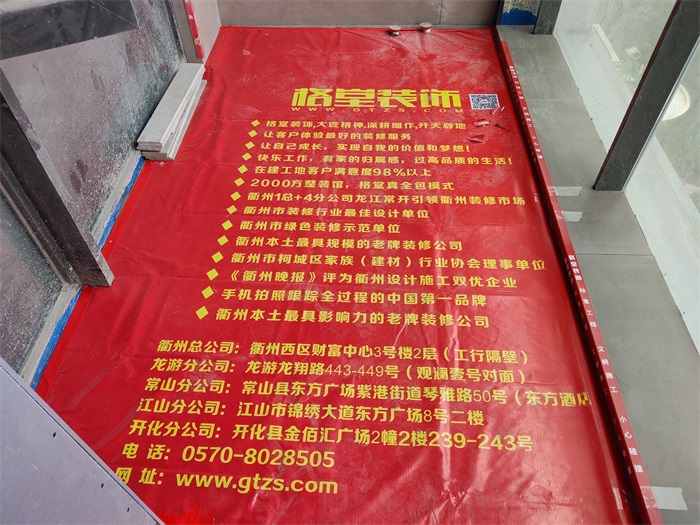 格堂装饰
WWW.GTZS.COM
◆ 格堂装饰,大匠精神,深耕细作,开天辟地
◆ 让客户体验最好的装修服务
◆ 让自己成长，实现自我的价值和梦想！
◆ 快乐工作，有家的归属感，过高品质的生活！
◆ 在建工地客户满意度98%以上
◆ 2000方整装馆，格堂真全包模式
◆ 衢州1总+4分公司龙江常开引领衢州装修市场
◆ 衢州市装修行业最佳设计单位
◆ 衢州市绿色装修示范单位
◆ 衢州本土最具规模的老牌装修公司
◆ 衢州市柯城区家族（建材）行业协会理事单位
◆ 《衢州晚报》评为衢州设计施工双优企业
◆ 手机拍照跟踪全过程的中国第一品牌
◆ 衢州本土最具影响力的老牌装修公司
衢州总公司：衢州西区财富中心3号楼2层（工行隔壁）
龙游分公司：龙游龙翔路443-449号（观澜壹号对面）
常山分公司：常山县东方广场紫港街道琴雅路50号（东方酒店
江山分公司：江山市锦绣大道东方广场8号二楼
开化分公司：开化县金佰汇广场2幢2楼239-243号
电话：0570-8028505
网址：www.gtzs.com
文明施工 小心碰撞